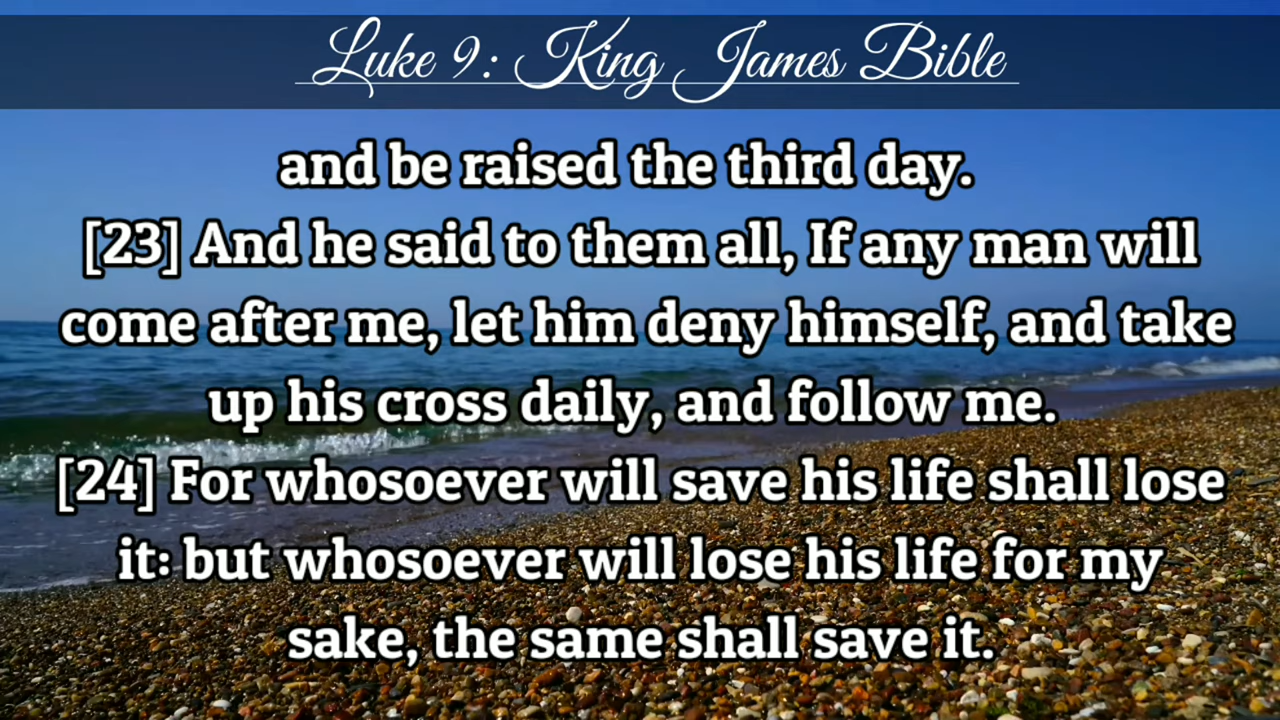 Luke 9: King James Bible
and be raised the third day.
[23] And he said to them all, If any man will
come after me, let him deny himself, and take
up his cross daily, and follow me.
[24] For whosoever will save his life shall lose
it: but whosoever will lose his life for my
sake, the same shall save it.